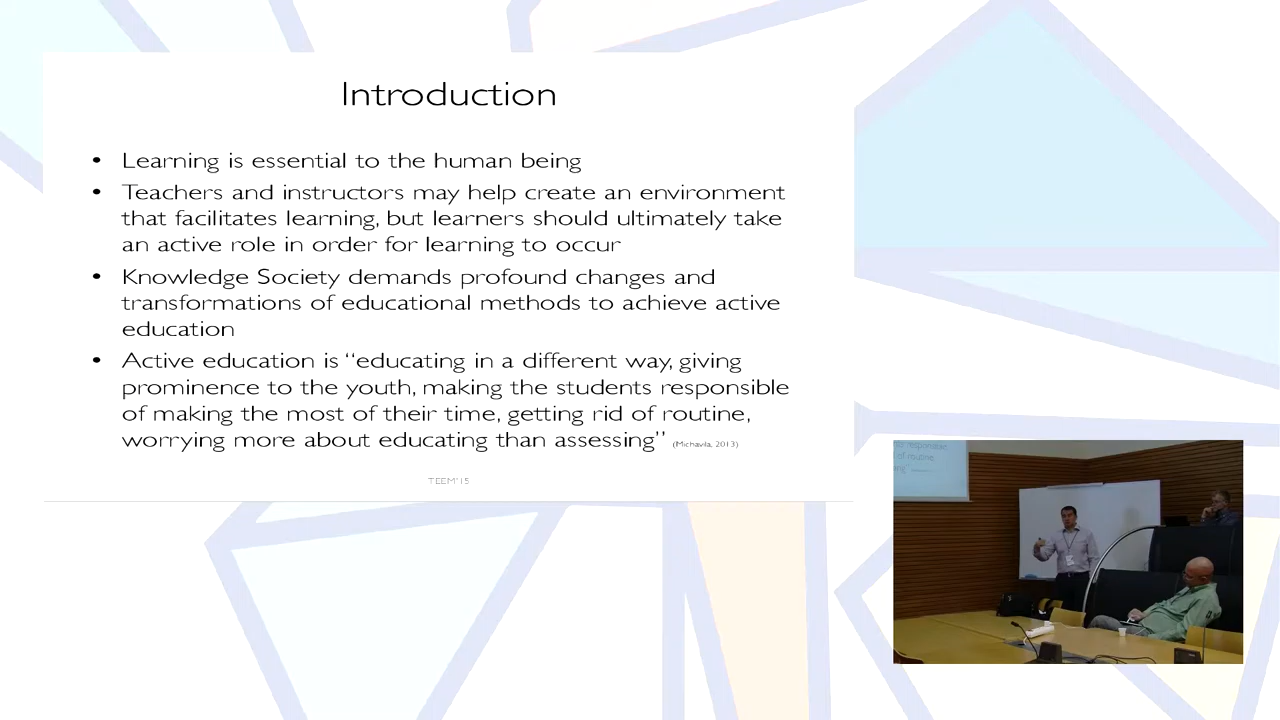 Introduction
• Learning is essential to the human being
• Teachers and instructors may help create an environment
that facilitates learning, but learners should ultimately take
an active role in order for learning to occur
• Knowledge Society demands profound changes and
transformations of educational methods to achieve active
education
• Active education is “educating in a different way, giving
prominence to the youth, making the students responsible
of making the most of their time, getting rid of routine,
worrying more about educating than assessing” (Michavila, 2013)
TEEM'15
responsible
of routine